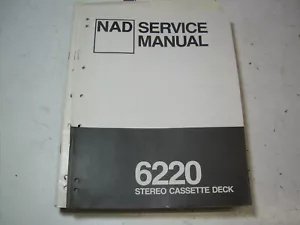 NAD SERVICE
MANUAL
6220
STEREO CASSETTE DECK